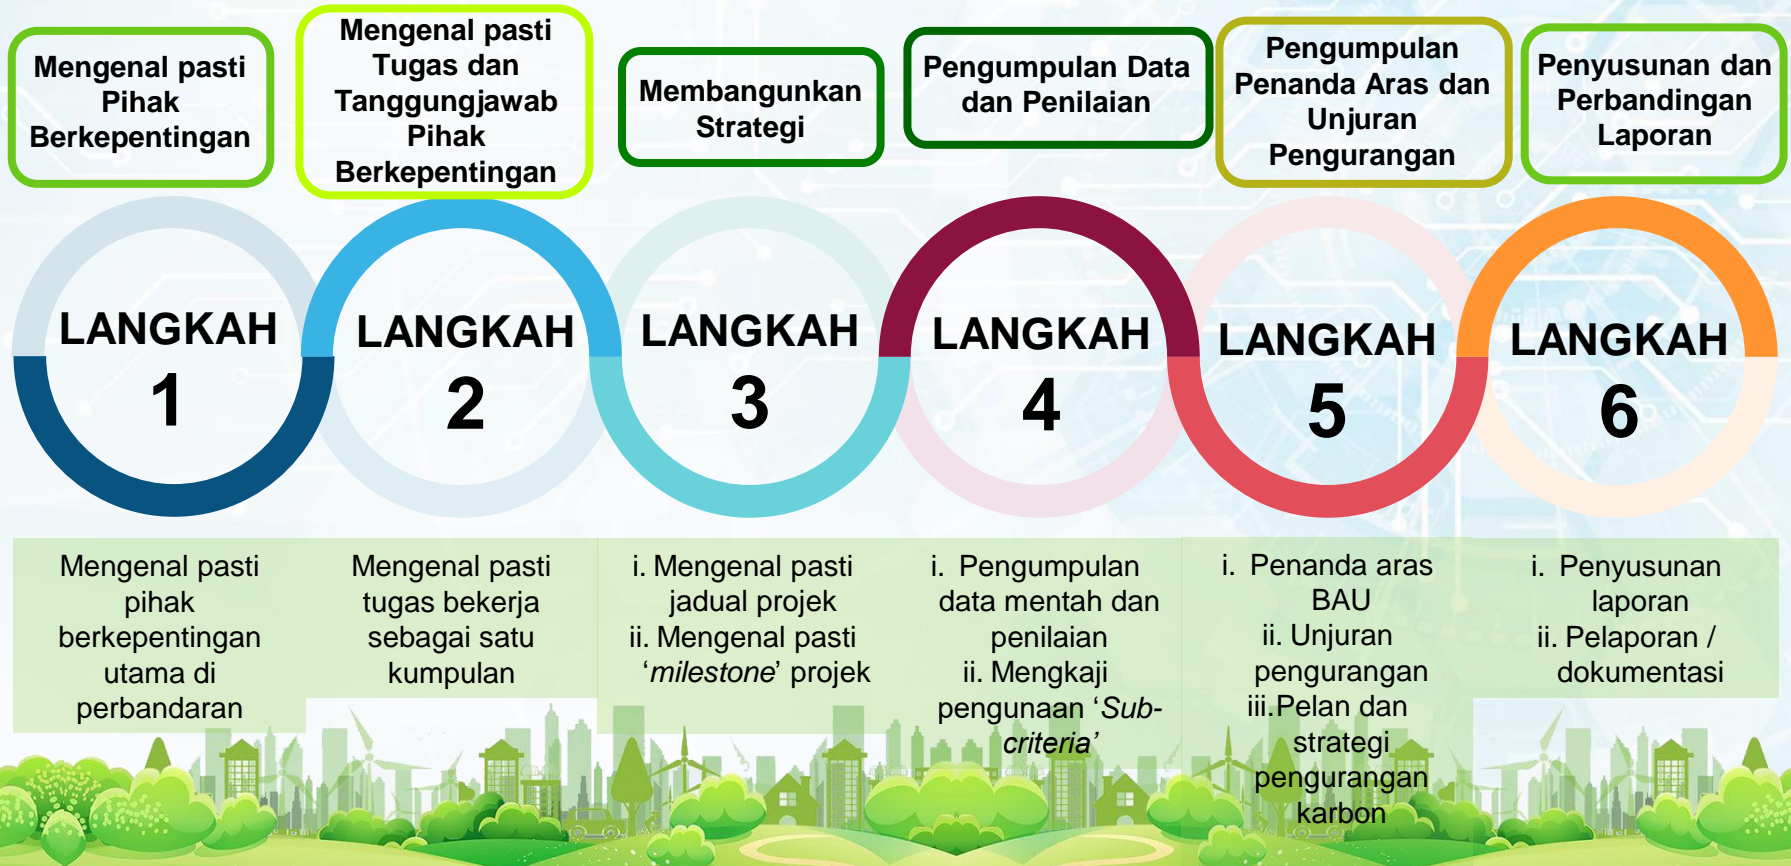 Mengenal pasti
Pihak
Berkepentingan
Mengenal pasti
Tugas dan
Tanggungjawab
Pihak
Berkepentingan
Membangunkan
Strategi
Pengumpulan Data
dan Penilaian
Pengumpulan
Penanda Aras dan
Unjuran
Pengurangan
Penyusunan dan
Perbandingan
Laporan
LANGKAH
1
LANGKAH
2
LANGKAH
3
LANGKAH
4
LANGKAH
5
LANGKAH
6
Mengenal pasti
pihak
berkepentingan
utama di
perbandaran
Mengenal pasti
tugas bekerja
sebagai satu
kumpulan
i. Mengenal pasti
jadual projek
ii. Mengenal pasti
‘milestone’ projek
i. Pengumpulan
data mentah dan
penilaian
ii. Mengkaji
pengunaan ‘Sub-
criteria’
i. Penanda aras
BAU
ii. Unjuran
pengurangan
iii.Pelan dan
strategi
pengurangan
karbon
i. Penyusunan
laporan
ii. Pelaporan /
dokumentasi